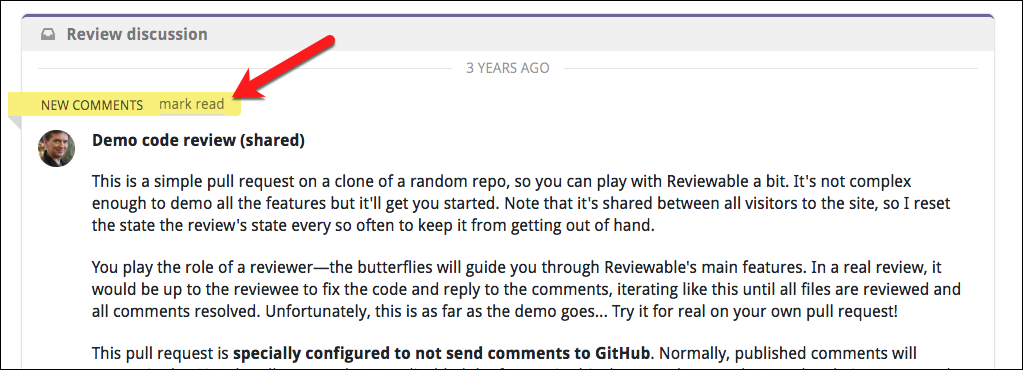 Review discussion
3 YEARS AGO
NEW COMMENTS mark read
Demo code review (shared)
This is a simple pull request on a clone of a random repo, so you can play with Reviewable a bit. It's not complex
enough to demo all the features but it'll get you started. Note that it's shared between all visitors to the site, so I reset
the state the review's state every so often to keep it from getting out of hand.
You play the role of a reviewer—the butterflies will guide you through Reviewable's main features. In a real review, it
would be up to the reviewee to fix the code and reply to the comments, iterating like this until all files are reviewed and
all comments resolved. Unfortunately, this is as far as the demo goes... Try it for real on your own pull request!
This pull request is specially configured to not send comments to GitHub. Normally, published comments will